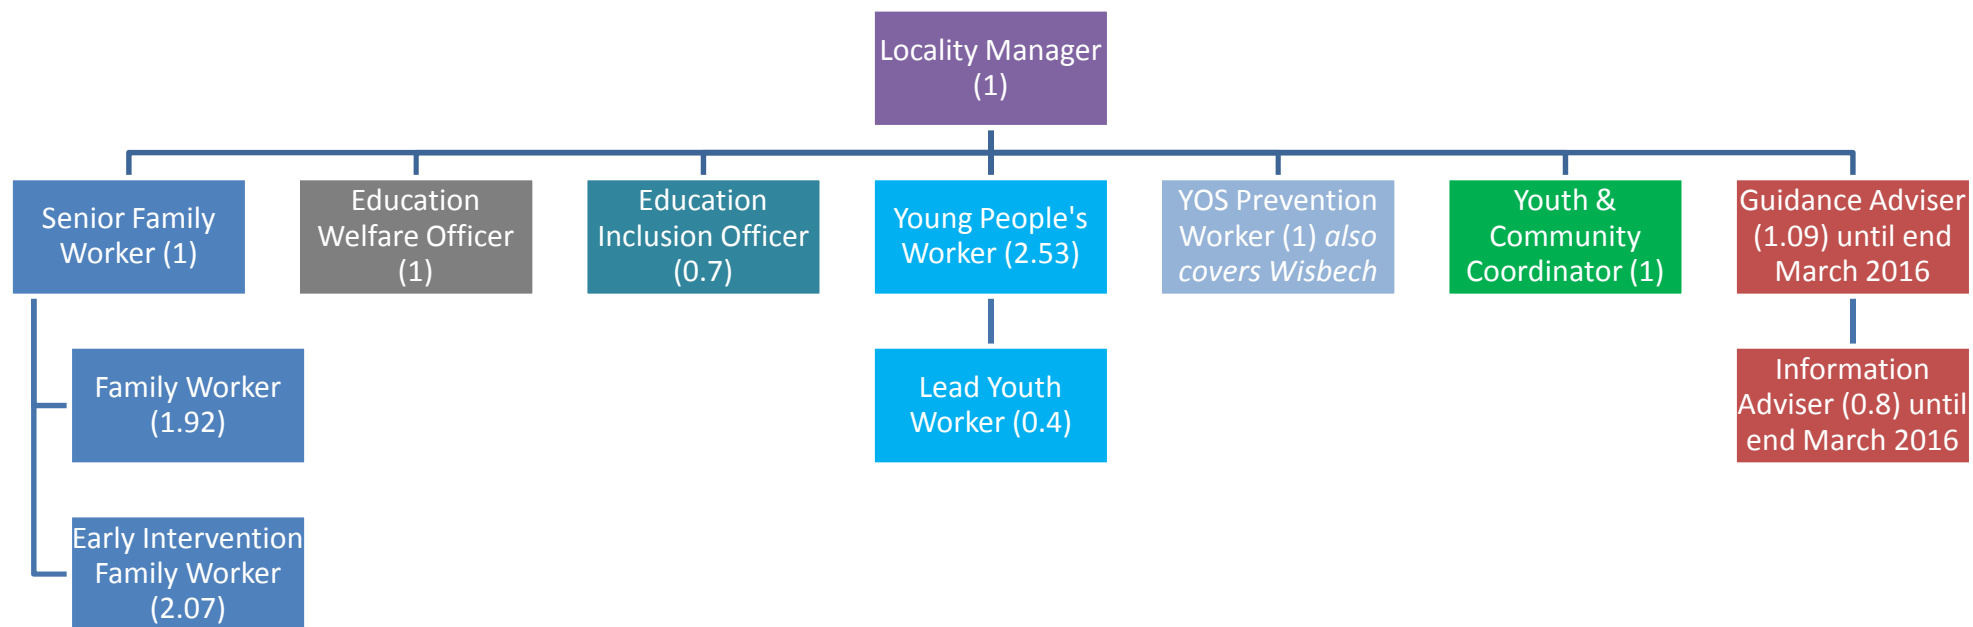 Locality Manager
(1)
Senior Family
Worker (1)
Education
Welfare Officer
(1)
Education
Inclusion Officer
(0.7)
Young People's
Worker (2.53)
YOS Prevention
Worker (1) also
covers Wisbech
Youth &
Community
Coordinator (1)
Guidance Adviser
(1.09) until end
March 2016
Family Worker
(1.92)
Lead Youth
Worker (0.4)
Information
Adviser (0.8) until
end March 2016
Early Intervention
Family Worker
(2.07)